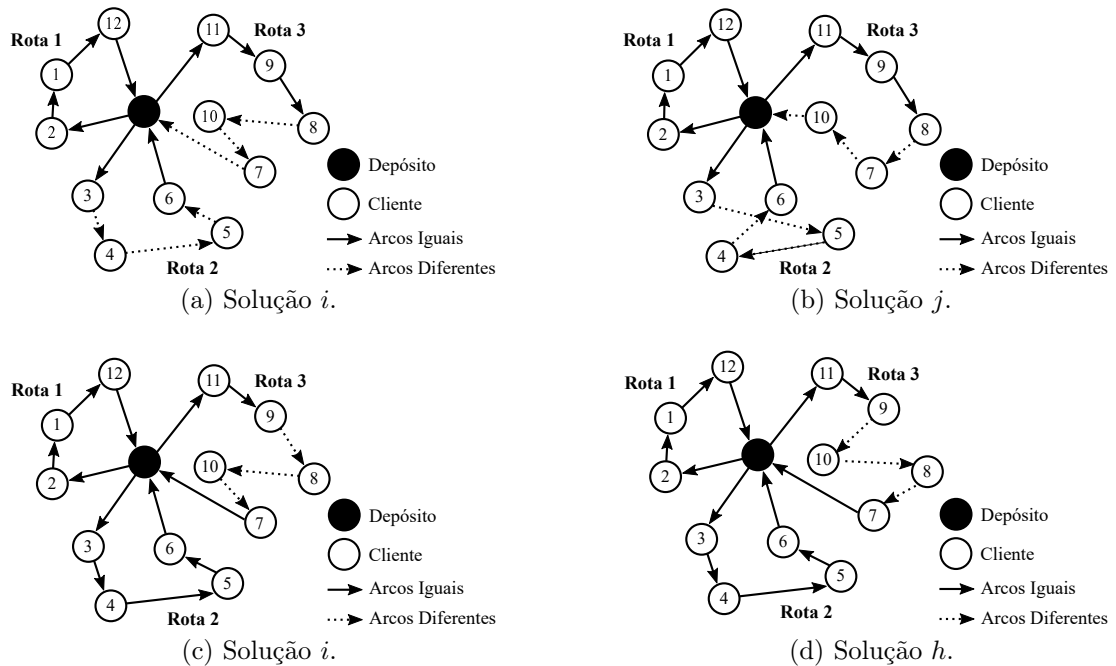 12
11
Rota 3
Rota 1
9
1
10
8
2
7
Depósito
3
6
Cliente
5
4
Arcos Iguais
Rota 2
Arcos Diferentes
(a) Solução i.
12
11
Rota 3
Rota 1
9
1
10
8
2
7
Depósito
3
6
Cliente
5
4
Arcos Iguais
Rota 2
Arcos Diferentes
(b) Solução j.
12
11
Rota 3
Rota 1
9
1
10
8
2
7
Depósito
3
6
Cliente
5
4
Arcos Iguais
Rota 2
Arcos Diferentes
(c) Solução i.
12
11
Rota 3
Rota 1
9
1
10
8
2
7
Depósito
3
6
Cliente
5
4
Arcos Iguais
Rota 2
Arcos Diferentes
(d) Solução h.